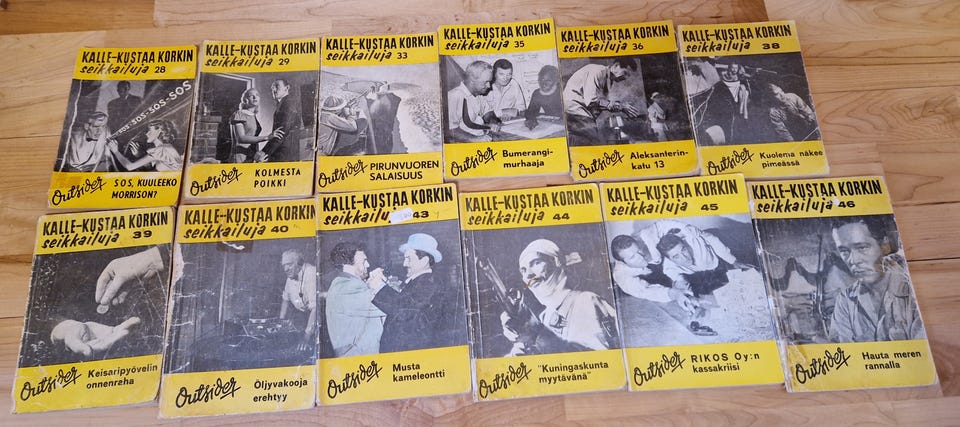 KALLE-KUSTAA KORKIN
seikkailuja 28
SOS-SOS-SOS-SOS
Outsider
S.O.S, KUULEEKO
MORRISON?
KALLE-KUSTAA KORKIN
seikkailuja 29
Outsider
KOLMESTA
POIKKI
KALLE-KUSTAA KORKIN
seikkailuja 33
Outsider
PIRUNVUOREN
SALAISUUS
KALLE-KUSTAA KORKIN
seikkailuja 35
Outsider
Bumerangi-
murhaaja
KALLE-KUSTAA KORKIN
seikkailuja 36
Outsider
Aleksanterin-
katu 13
KALLE-KUSTAA KORKIN
seikkailuja 38
Outsider
Kuolema näkee
pimeässä
KALLE-KUSTAA KORKIN
seikkailuja 39
Outsider
Keisaripyövelin
onnenraha
KALLE-KUSTAA KORKIN
seikkailuja 40
Outsider
Öljyvakooja
erehtyy
KALLE-KUSTAA KORKIN
seikkailu 43
Outsider
Musta
kameleontti
KALLE-KUSTAA KORKIN
seikkailuja 44
Outsider
"Kuningaskunta
myytävänä"
KALLE-KUSTAA KORKIN
seikkailuja 45
Outsider
RIKOS Oy:n
kassakriisi
KALLE-KUSTAA KORKIN
seikkailuja 46
Outsider
Hauta meren
rannalla